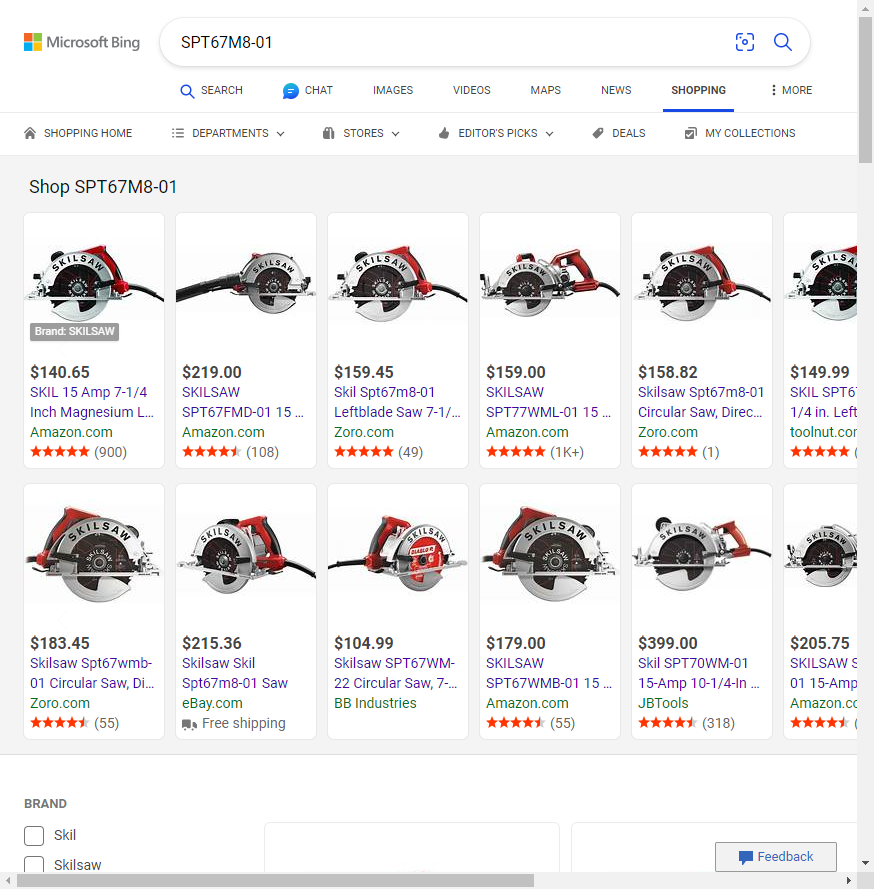 Microsoft Bing
SPT67M8-01
SEARCH
CHAT
IMAGES
VIDEOS
MAPS
NEWS
SHOPPING
MORE
SHOPPING HOME
DEPARTMENTS
STORES
EDITOR'S PICKS
DEALS
MY COLLECTIONS
Shop SPT67M8-01
SKILSAW
Brand: SKILSAW
$140.65
SKIL 15 Amp 7-1/4
Inch Magnesium L...
Amazon.com
(900)
SKILSAW
$219.00
SKILSAW
SPT67FMD-01 15 ...
Amazon.com
(108)
SKILSAW
$159.45
Skil Spt67m8-01
Leftblade Saw 7-1/...
Zoro.com
(49)
SKILSAW
$159.00
SKILSAW
SPT77WML-01 15 ...
Amazon.com
(1K+)
SKILSAW
$158.82
Skilsaw Spt67m8-01
Circular Saw, Direc...
Zoro.com
(1)
SKILSAW
$149.99
SKIL SPT67
1/4 in. Left
toolnut.com
SKILSAW
$183.45
Skilsaw Spt67wmb-
01 Circular Saw, Di...
Zoro.com
(55)
SKILSAW
$215.36
Skilsaw Skil
Spt67m8-01 Saw
eBay.com
Free shipping
SKILSAW
DIABLO
$104.99
Skilsaw SPT67WM-
22 Circular Saw, 7-...
BB Industries
SKILSAW
$179.00
SKILSAW
SPT67WMB-01 15 ...
Amazon.com
(55)
SKILSAW
$399.00
Skil SPT70WM-01
15-Amp 10-1/4-In ...
JBTools
(318)
SKILSAW
$205.75
SKILSAW S
01 15-Amp
Amazon.com
BRAND
Skil
Skilsaw
Feedback